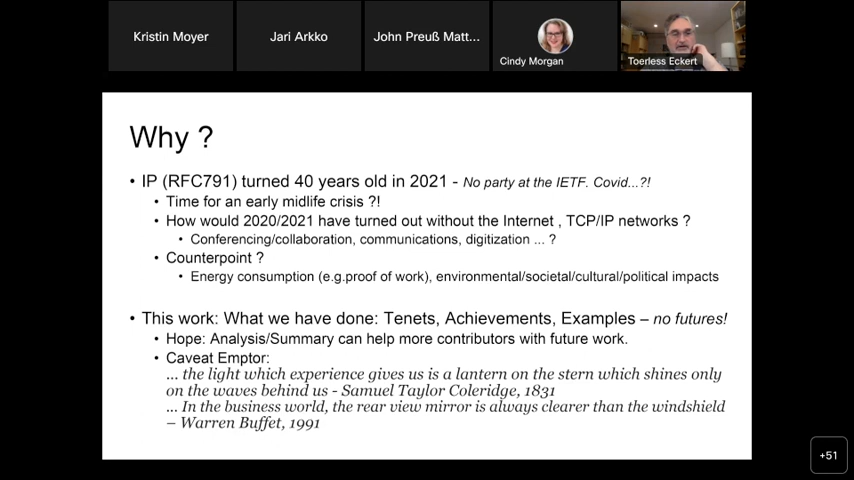 Kristin Moyer
Jari Arkko
John Preuß Matt...
Cindy Morgan
Toerless Eckert
Why ?
• IP (RFC791) turned 40 years old in 2021 - No party at the IETF. Covid...?!
• Time for an early midlife crisis ?!
• How would 2020/2021 have turned out without the Internet , TCP/IP networks ?
• Conferencing/collaboration, communications, digitization ... ?
• Counterpoint ?
• Energy consumption (e.g.proof of work), environmental/societal/cultural/political impacts
• This work: What we have done: Tenets, Achievements, Examples – no futures!
• Hope: Analysis/Summary can help more contributors with future work.
• Caveat Emptor:
... the light which experience gives us is a lantern on the stern which shines only
on the waves behind us - Samuel Taylor Coleridge, 1831
... In the business world, the rear view mirror is always clearer than the windshield
– Warren Buffet, 1991
+51